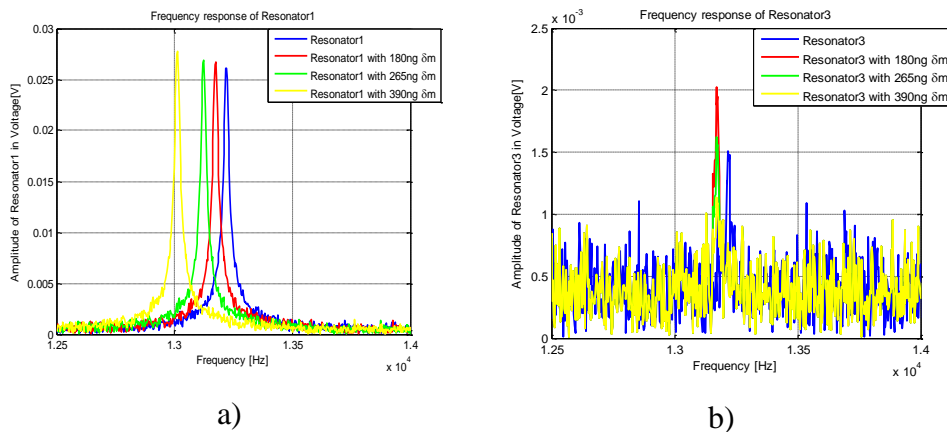 Frequency response of Resonator1
0.03
0.025
0.02
0.015
0.01
0.005
0
Amplitude of Resonator1 in Voltage[V]
Resonator1
Resonator1 with 180ng δm
Resonator1 with 265ng δm
Resonator1 with 390ng δm
1.25 1.3 1.35 1.4
Frequency [Hz]
x 10^4
a)
Frequency response of Resonator3
x 10^-3
2.5
2
1.5
1
0.5
0
Amplitude of Resonator3 in Voltage[V]
Resonator3
Resonator3 with 180ng δm
Resonator3 with 265ng δm
Resonator3 with 390ng δm
1.25 1.3 1.35 1.4
Frequency [Hz]
x 10^4
b)